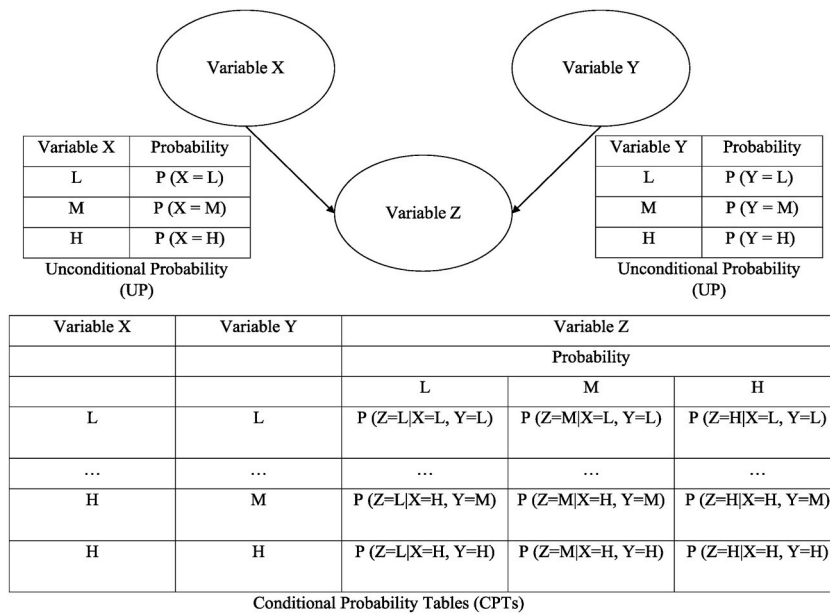 Variable X
Variable Y
Variable Z
Variable X Probability
L P (X = L)
M P (X = M)
H P (X = H)
Unconditional Probability
(UP)
Variable Y Probability
L P (Y = L)
M P (Y = M)
H P (Y = H)
Unconditional Probability
(UP)
Variable X Variable Y Variable Z
Probability
L M H
L L P (Z=L|X=L, Y=L) P (Z=M|X=L, Y=L) P (Z=H|X=L, Y=L)
... ... ... ... ...
H M P (Z=L|X=H, Y=M) P (Z=M|X=H, Y=M) P (Z=H|X=H, Y=M)
H H P (Z=L|X=H, Y=H) P (Z=M|X=H, Y=H) P (Z=H|X=H, Y=H)
Conditional Probability Tables (CPTs)